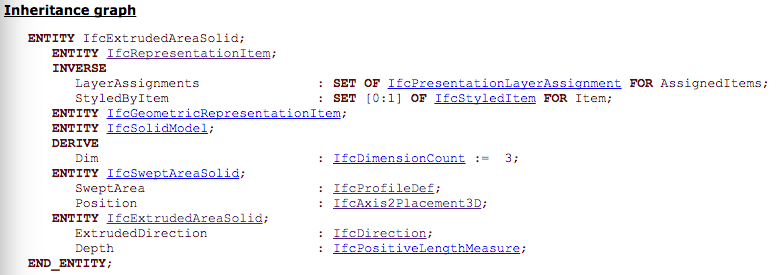 Inheritance graph
ENTITY IfcExtrudedAreaSolid;
ENTITY IfcRepresentationItem;
INVERSE
LayerAssignments : SET OF IfcPresentationLayerAssignment FOR AssignedItems;
StyledByItem : SET [0:1] OF IfcStyledItem FOR Item;
ENTITY IfcGeometricRepresentationItem;
ENTITY IfcSolidModel;
DERIVE
Dim : IfcDimensionCount := 3;
ENTITY IfcSweptAreaSolid;
SweptArea : IfcProfileDef;
Position : IfcAxis2Placement3D;
ENTITY IfcExtrudedAreaSolid;
ExtrudedDirection : IfcDirection;
Depth : IfcPositiveLengthMeasure;
END_ENTITY;